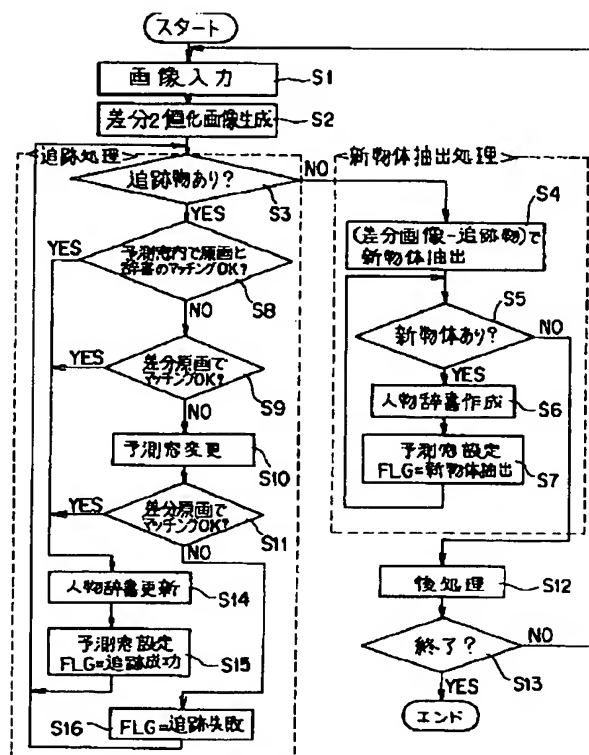 スタート
画像入力
S1
差分2値化画像生成
S2
追跡処理
追跡物あり?
S3
NO
YES
予測窓内で原画と
辞書のマッチングOK?
S8
YES
NO
差分原画で
マッチングOK?
S9
YES
NO
予測窓変更
S10
差分原画で
マッチングOK?
S11
YES
NO
人物辞書更新
S14
予測窓設定
FLG=追跡成功
S15
S16
FLG=追跡失敗
新物体抽出処理
S4
(差分画像-追跡物)で
新物体抽出
S5
新物体あり?
NO
YES
人物辞書作成
S6
予測窓設定
FLG=新物体抽出
S7
後処理
S12
終了?
NO
S13
YES
エンド